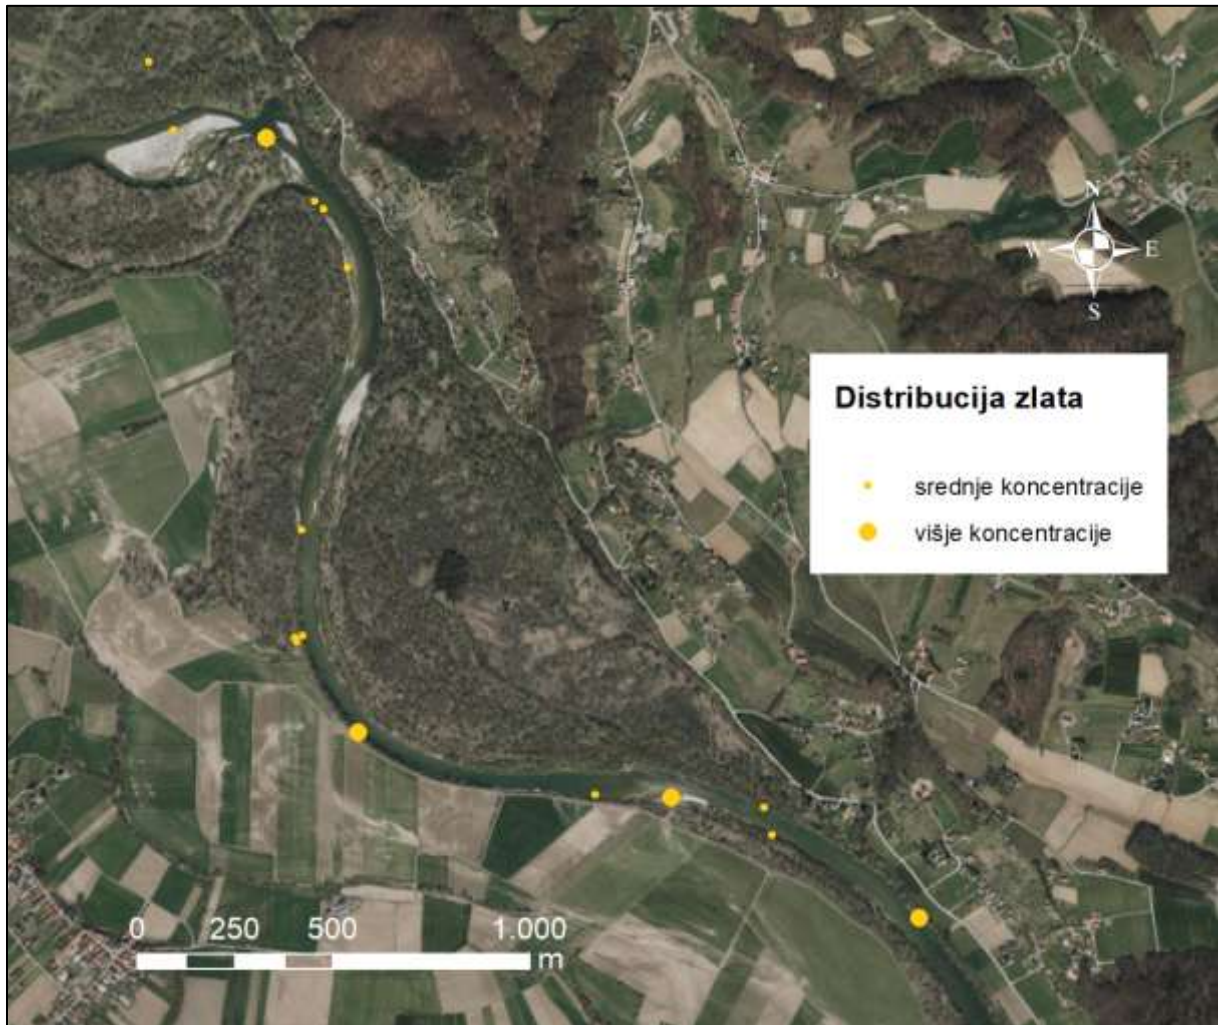 N
W E
S
Distribucija zlata
srednje koncentracije
višje koncentracije
0 250 500 1.000
m